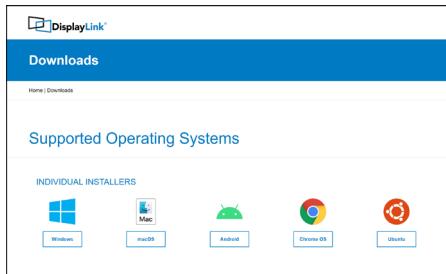 DisplayLink®
Downloads
Home | Downloads
Supported Operating Systems
INDIVIDUAL INSTALLERS
Mac
Windows
macOS
Android
Chrome OS
Ubuntu